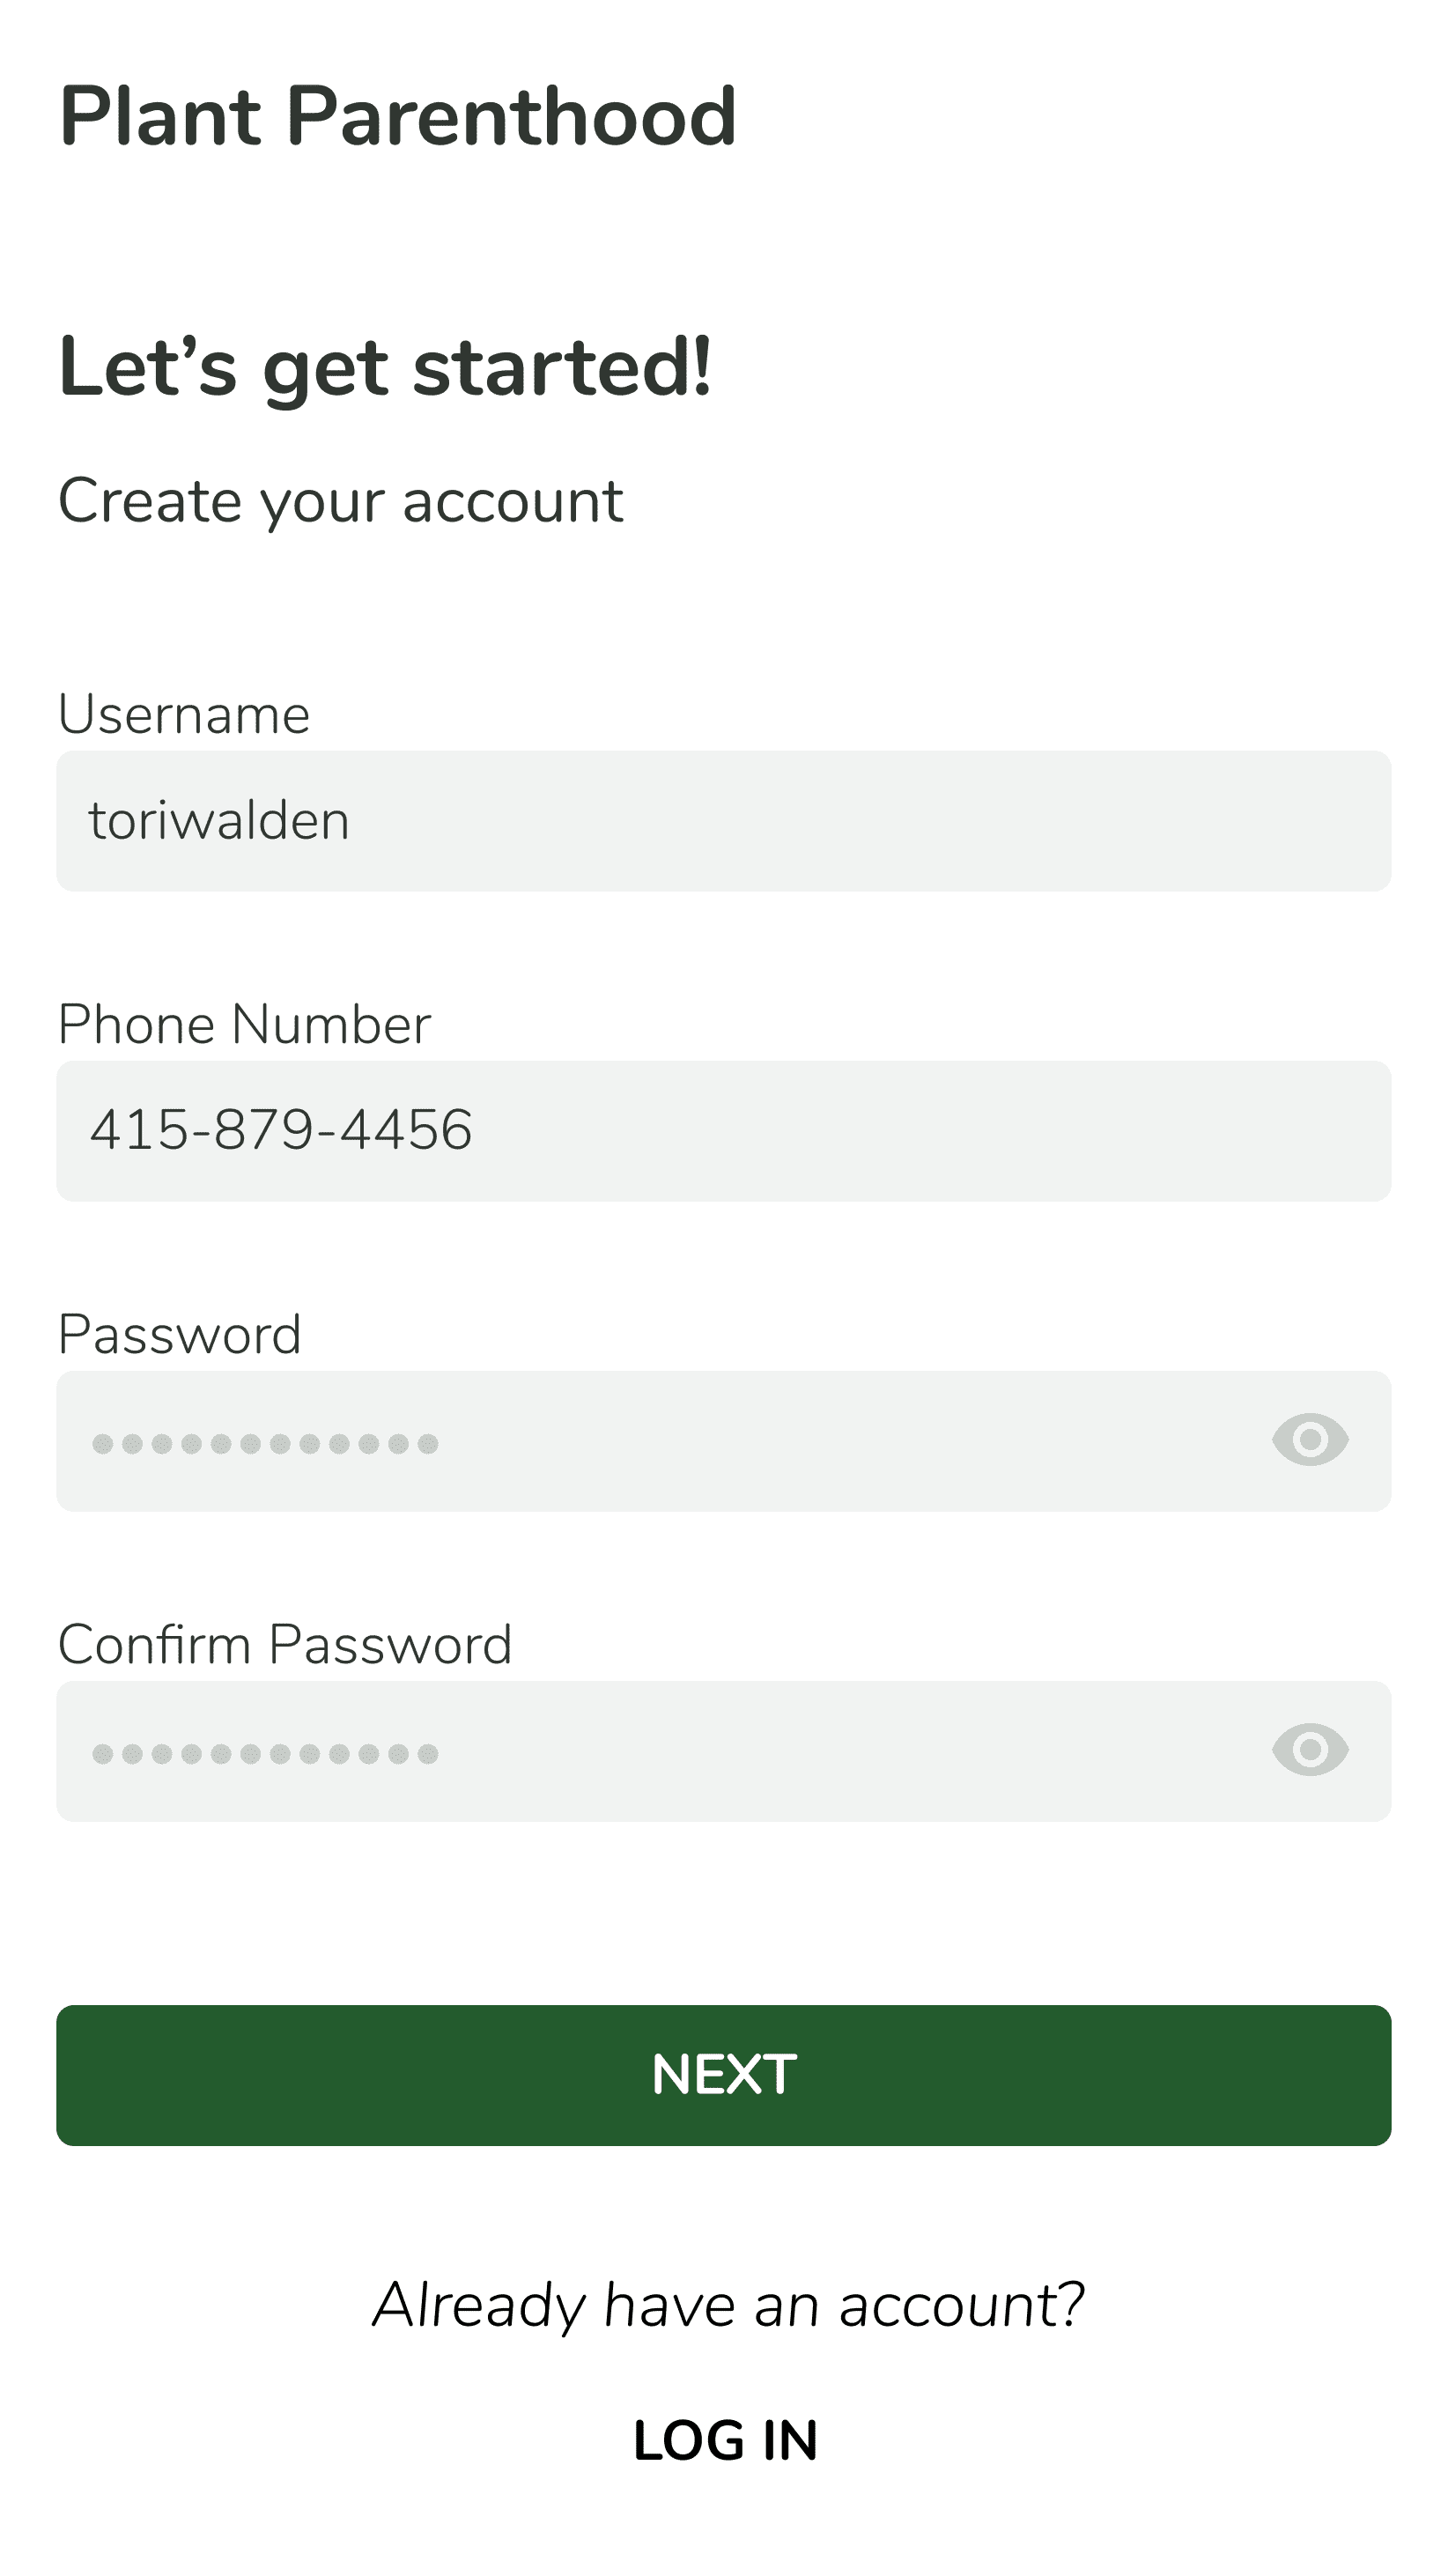 Plant Parenthood
Let’s get started!
Create your account
Username
toriwalden
Phone Number
415-879-4456
Password
••••••••••••
Confirm Password
••••••••••••
NEXT
Already have an account?
LOG IN